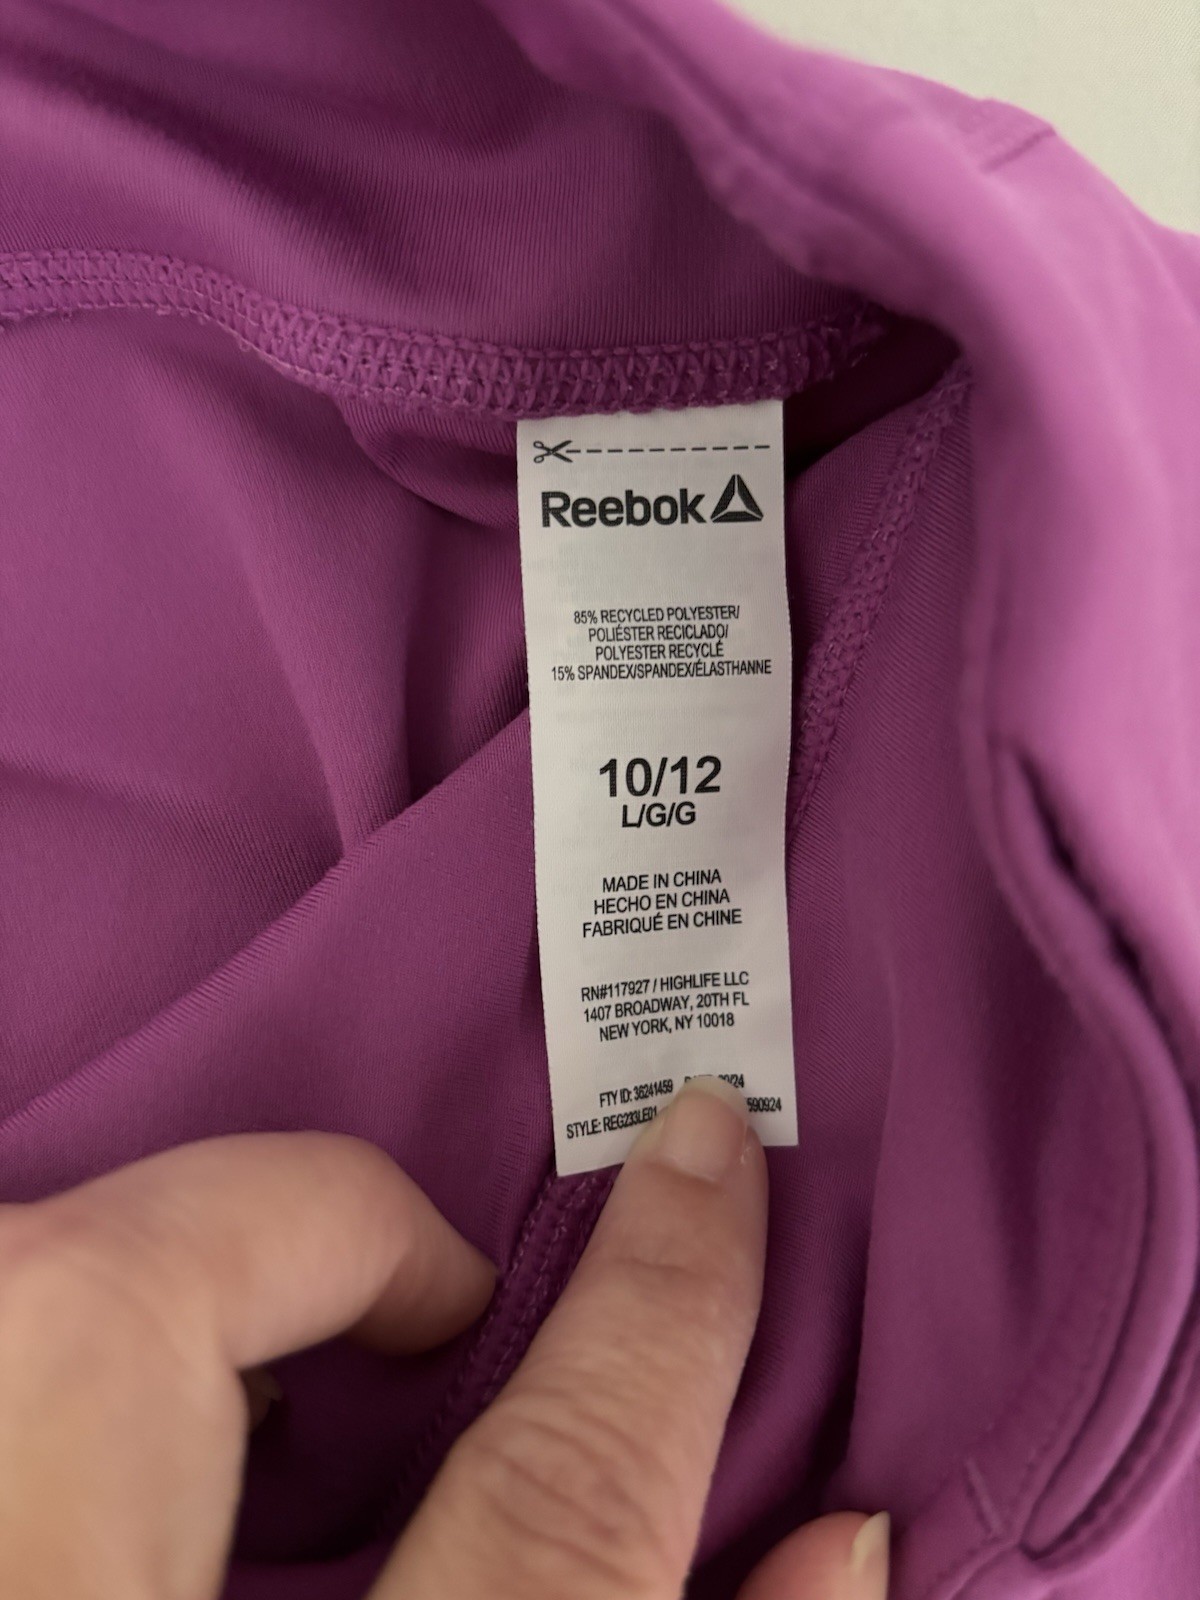 Reebok
85% RECYCLED POLYESTER/
POLIÉSTER RECICLADO/
POLYESTER RECYCLÉ
15% SPANDEX/SPANDEX/ÉLASTHANNE
10/12
L/G/G
MADE IN CHINA
HECHO EN CHINA
FABRIQUÉ EN CHINE
RN#117927 / HIGHLIFE LLC
1407 BROADWAY, 20TH FL
NEW YORK, NY 10018
FTY ID: 36241459
STYLE: REG233LE01 590924